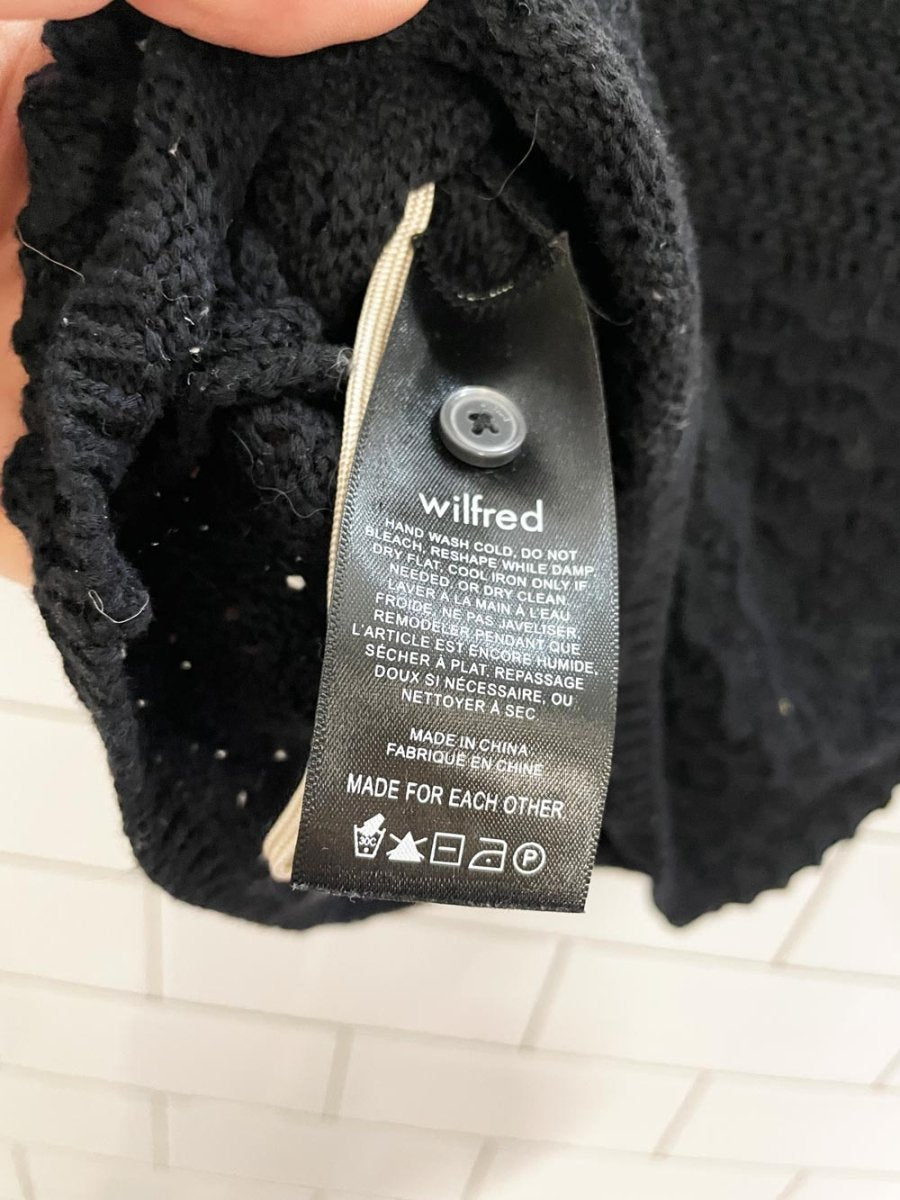 wilfred
HAND WASH COLD, DO NOT
BLEACH, RESHAPE WHILE DAMP
DRY FLAT, COOL IRON ONLY IF
NEEDED, OR DRY CLEAN.
LAVER À LA MAIN À L'EAU
FROIDE, NE PAS JAVELISER,
REMODELER PENDANT QUE
L'ARTICLE EST ENCORE HUMIDE,
SÉCHER À PLAT, REPASSAGE
DOUX SI NÉCESSAIRE, OU
NETTOYER À SEC
MADE IN CHINA
FABRIQUÉ EN CHINE
MADE FOR EACH OTHER
30C P